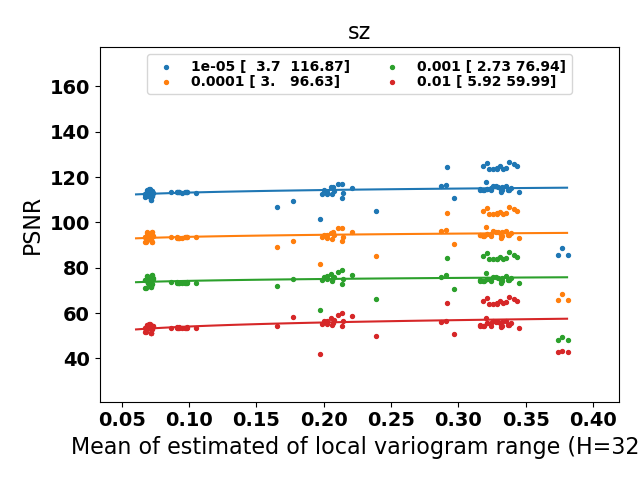 sz
1e-05 [  3.7  116.87]
0.0001 [ 3.   96.63]
0.001 [ 2.73 76.94]
0.01 [ 5.92 59.99]
PSNR
160
140
120
100
80
60
40
0.05 0.10 0.15 0.20 0.25 0.30 0.35 0.40
Mean of estimated of local variogram range (H=32